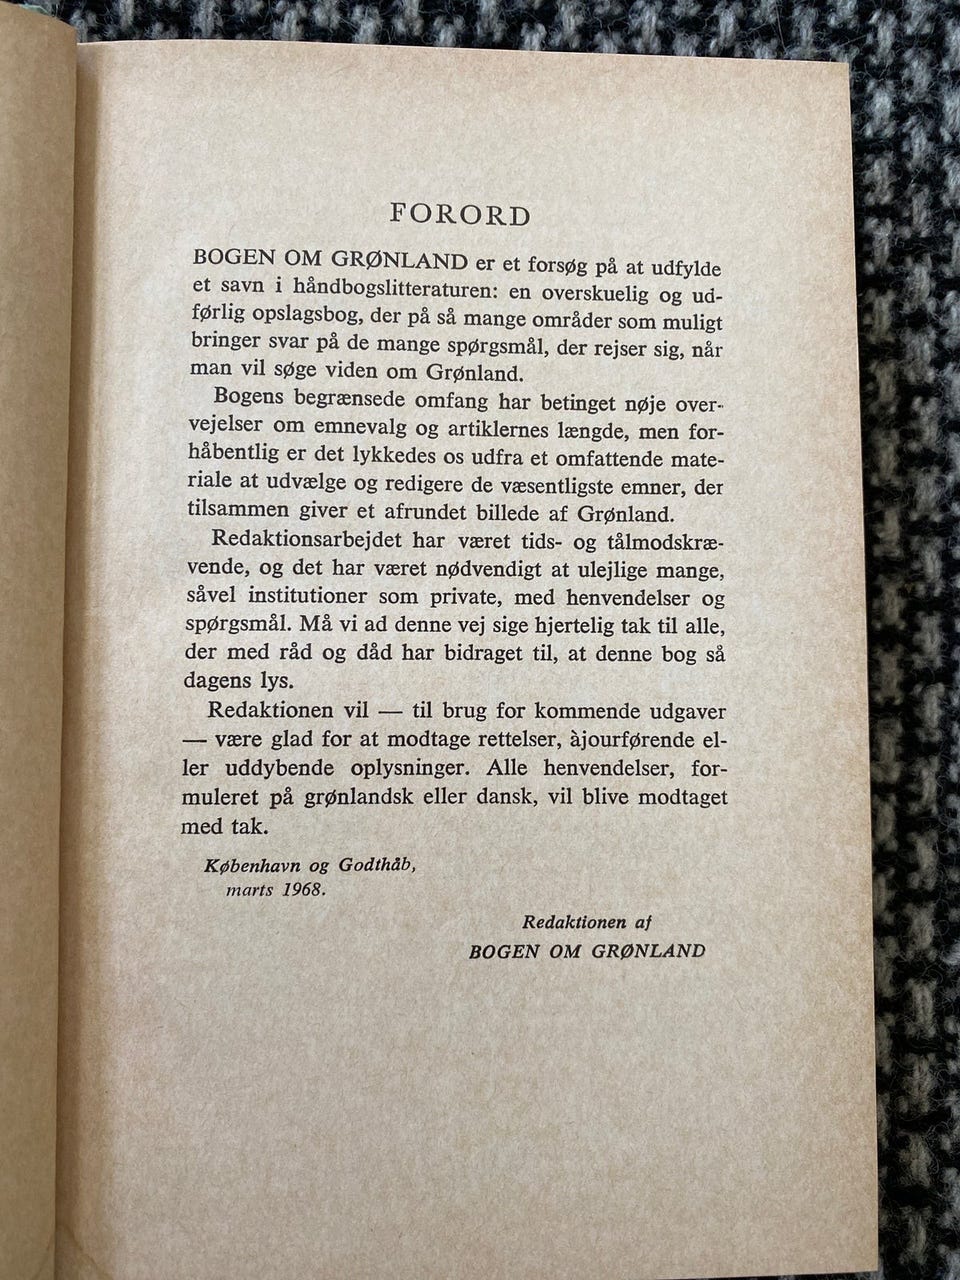 FORORD
BOGEN OM GRØNLAND er et forsøg på at udfylde
et savn i håndbogslitteraturen: en overskuelig og ud-
førlig opslagsbog, der på så mange områder som muligt
bringer svar på de mange spørgsmål, der rejser sig, når
man vil søge viden om Grønland.
Bogens begrænsede omfang har betinget nøje over-
vejelser om emnevalg og artiklernes længde, men for-
håbentlig er det lykkedes os udfra et omfattende mate-
riale at udvælge og redigere de væsentligste emner, der
tilsammen giver et afrundet billede af Grønland.
Redaktionsarbejdet har været tids- og tålmodskræ-
vende, og det har været nødvendigt at ulejlige mange,
såvel institutioner som private, med henvendelser og
spørgsmål. Må vi ad denne vej sige hjertelig tak til alle,
der med råd og dåd har bidraget til, at denne bog så
dagens lys.
Redaktionen vil — til brug for kommende udgaver
— være glad for at modtage rettelser, àjourførende el-
ler uddybende oplysninger. Alle henvendelser, for-
muleret på grønlandsk eller dansk, vil blive modtaget
med tak.
København og Godthåb,
marts 1968.
Redaktionen af
BOGEN OM GRØNLAND